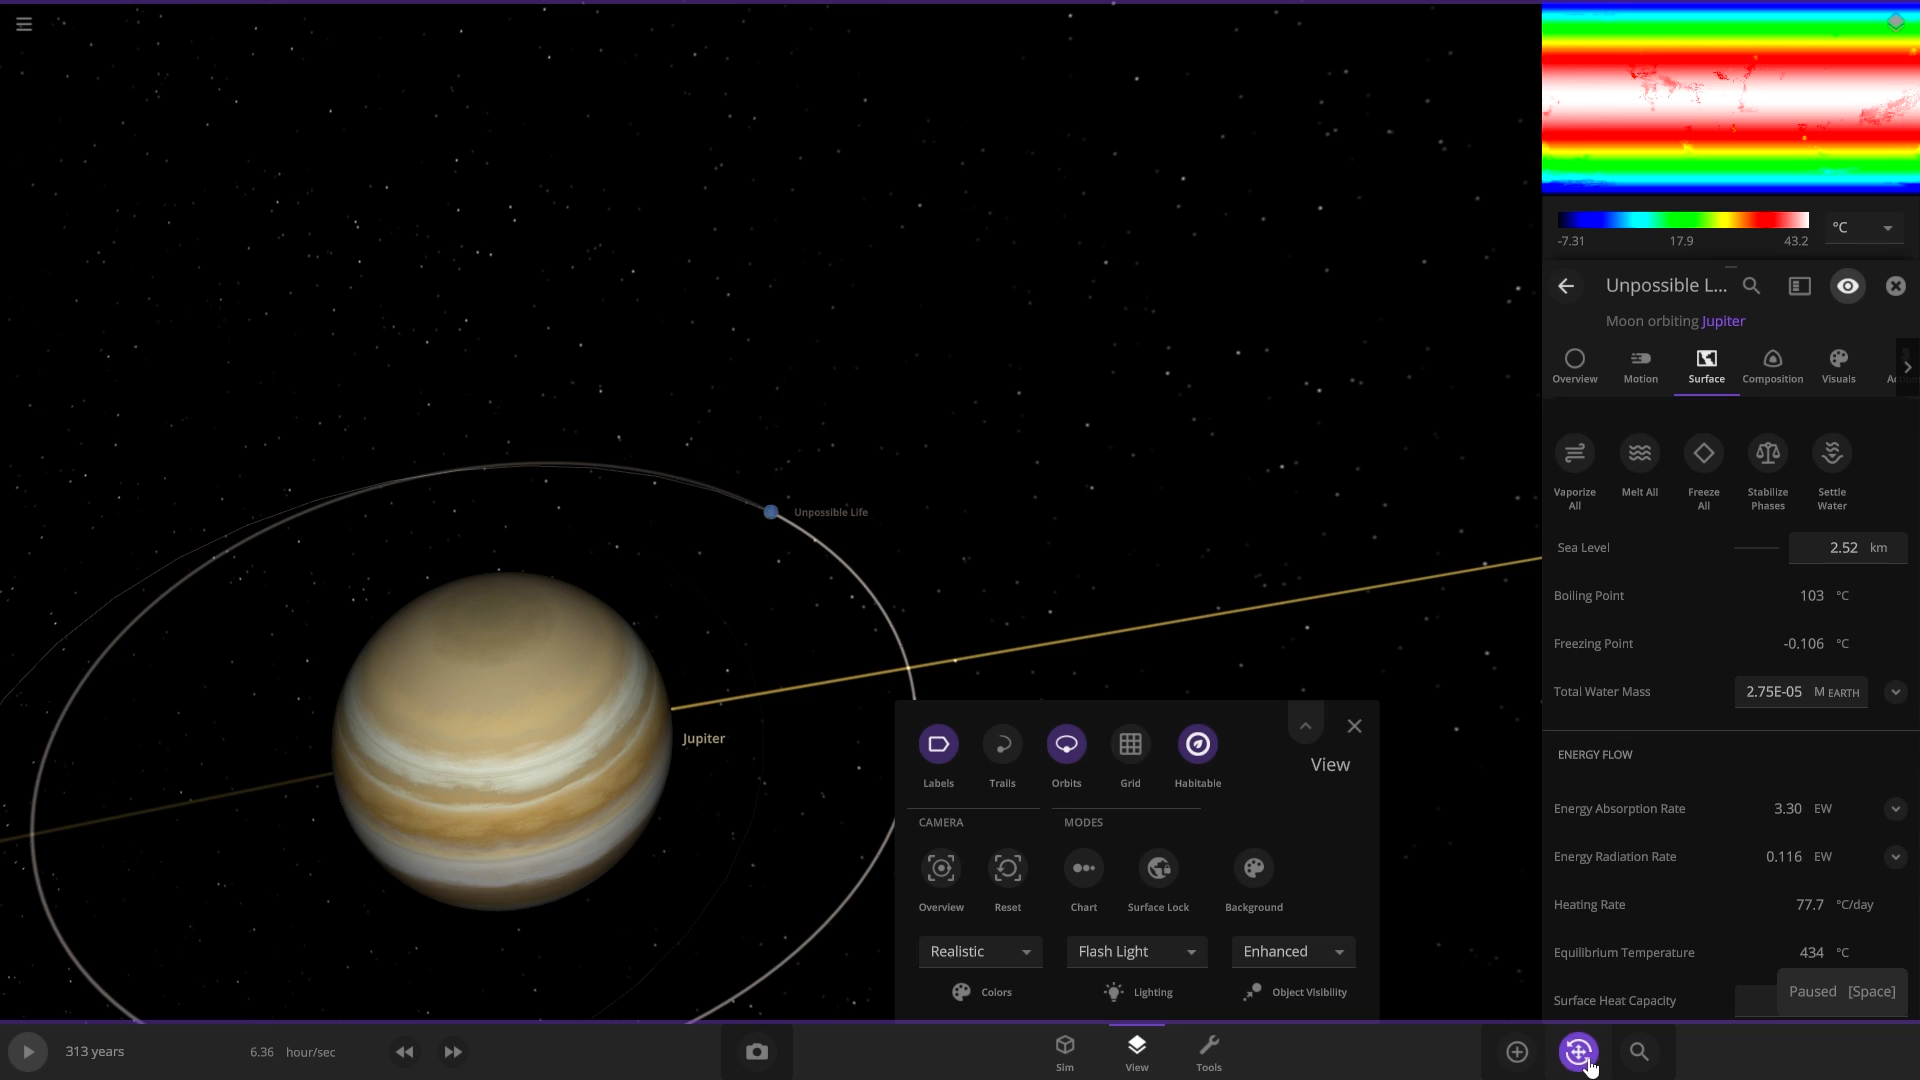 °C
-7.31 17.9 43.2
Unpossible L...
Moon orbiting Jupiter
Overview Motion Surface Composition Visuals
Vaporize All
Melt All
Freeze All
Stabilize Phases
Settle Water
Sea Level 2.52 km
Boiling Point 103 °C
Freezing Point -0.106 °C
Total Water Mass 2.75E-05 M EARTH
ENERGY FLOW
Energy Absorption Rate 3.30 EW
Energy Radiation Rate 0.116 EW
Heating Rate 77.7 °C/day
Equilibrium Temperature 434 °C
Surface Heat Capacity
Paused [Space]
Unpossible Life
Jupiter
View
Labels Trails Orbits Grid Habitable
CAMERA MODES
Overview Reset Chart Surface Lock Background
Realistic Flash Light Enhanced
Colors Lighting Object Visibility
313 years 6.36 hour/sec
Sim View Tools